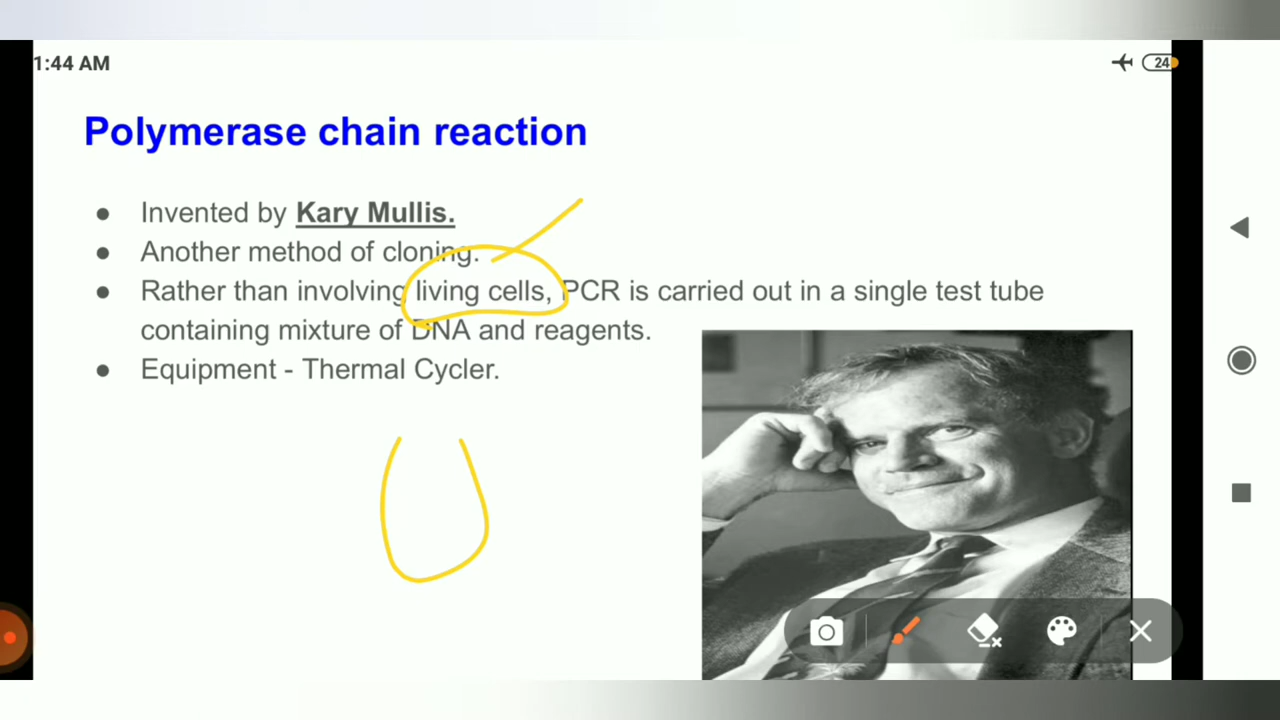 1:44 AM
24
Polymerase chain reaction
● Invented by Kary Mullis.
● Another method of cloning.
● Rather than involving living cells, PCR is carried out in a single test tube
containing mixture of DNA and reagents.
● Equipment - Thermal Cycler.